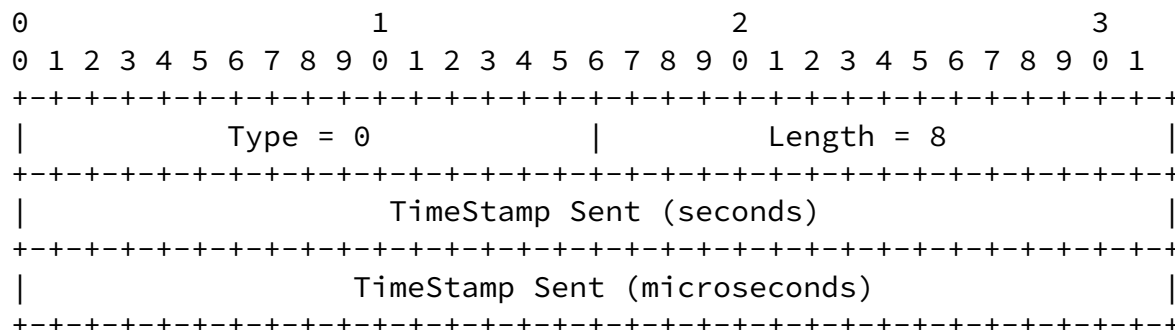 0                   1                   2                   3
0 1 2 3 4 5 6 7 8 9 0 1 2 3 4 5 6 7 8 9 0 1 2 3 4 5 6 7 8 9 0 1
+-+-+-+-+-+-+-+-+-+-+-+-+-+-+-+-+-+-+-+-+-+-+-+-+-+-+-+-+-+-+-+-+
|           Type = 0            |         Length = 8            |
+-+-+-+-+-+-+-+-+-+-+-+-+-+-+-+-+-+-+-+-+-+-+-+-+-+-+-+-+-+-+-+-+
|                    TimeStamp Sent (seconds)                   |
+-+-+-+-+-+-+-+-+-+-+-+-+-+-+-+-+-+-+-+-+-+-+-+-+-+-+-+-+-+-+-+-+
|                  TimeStamp Sent (microseconds)                |
+-+-+-+-+-+-+-+-+-+-+-+-+-+-+-+-+-+-+-+-+-+-+-+-+-+-+-+-+-+-+-+-+